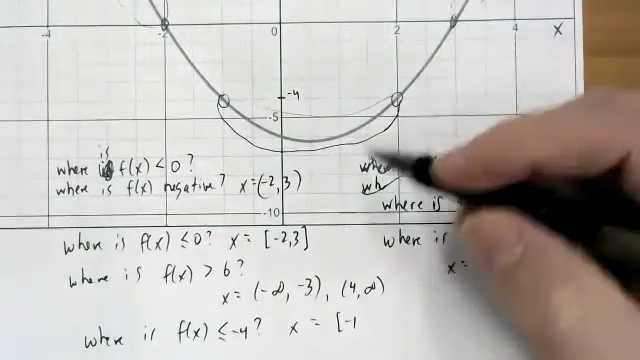 -4 -2 0 2 4 x
-4
-5
is
where f(x) < 0?
where is f(x) negative? x = (-2, 3)
where is
-10
where is f(x) ≤ 0? x = [-2,3]
where is
where is f(x) > 6?
x =
x = (-∞, -3), (4, ∞)
where is f(x) ≤ -4? x = [-1